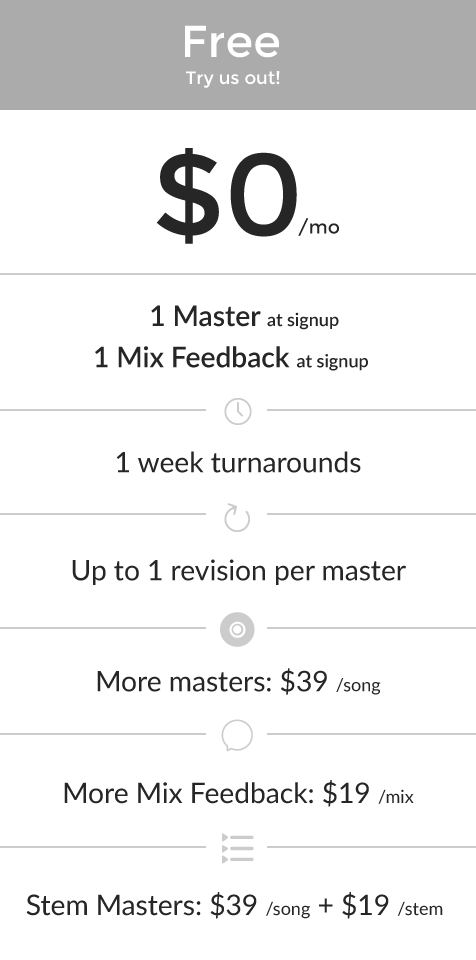 Free
Try us out!
$0/mo
1 Master at signup
1 Mix Feedback at signup
1 week turnarounds
Up to 1 revision per master
More masters: $39 /song
More Mix Feedback: $19 /mix
Stem Masters: $39 /song + $19 /stem